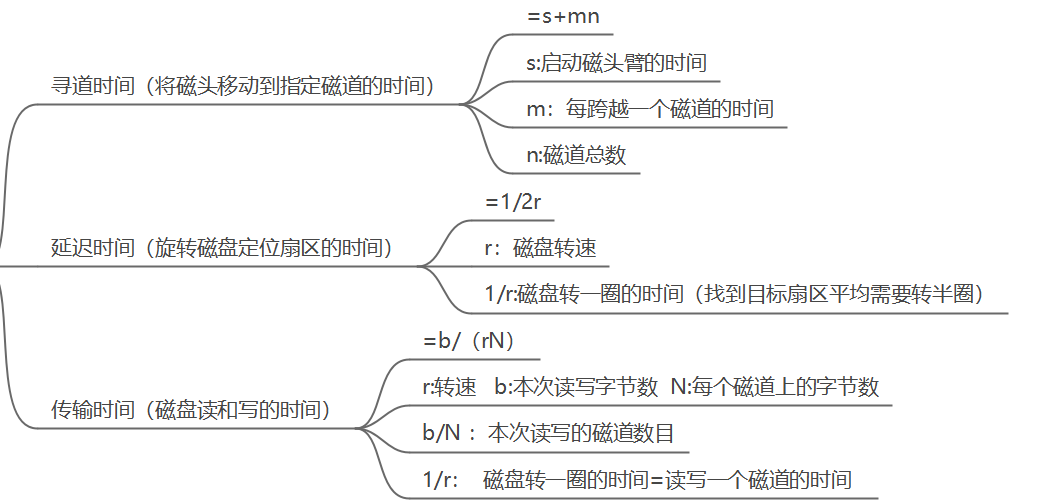 寻道时间（将磁头移动到指定磁道的时间）
=s+mn
s:启动磁头臂的时间
m：每跨越一个磁道的时间
n:磁道总数
延迟时间（旋转磁盘定位扇区的时间）
=1/2r
r：磁盘转速
1/r:磁盘转一圈的时间（找到目标扇区平均需要转半圈）
传输时间（磁盘读和写的时间）
=b/（rN）
r:转速 b:本次读写字节数 N:每个磁道上的字节数
b/N ：本次读写的磁道数目
1/r： 磁盘转一圈的时间=读写一个磁道的时间